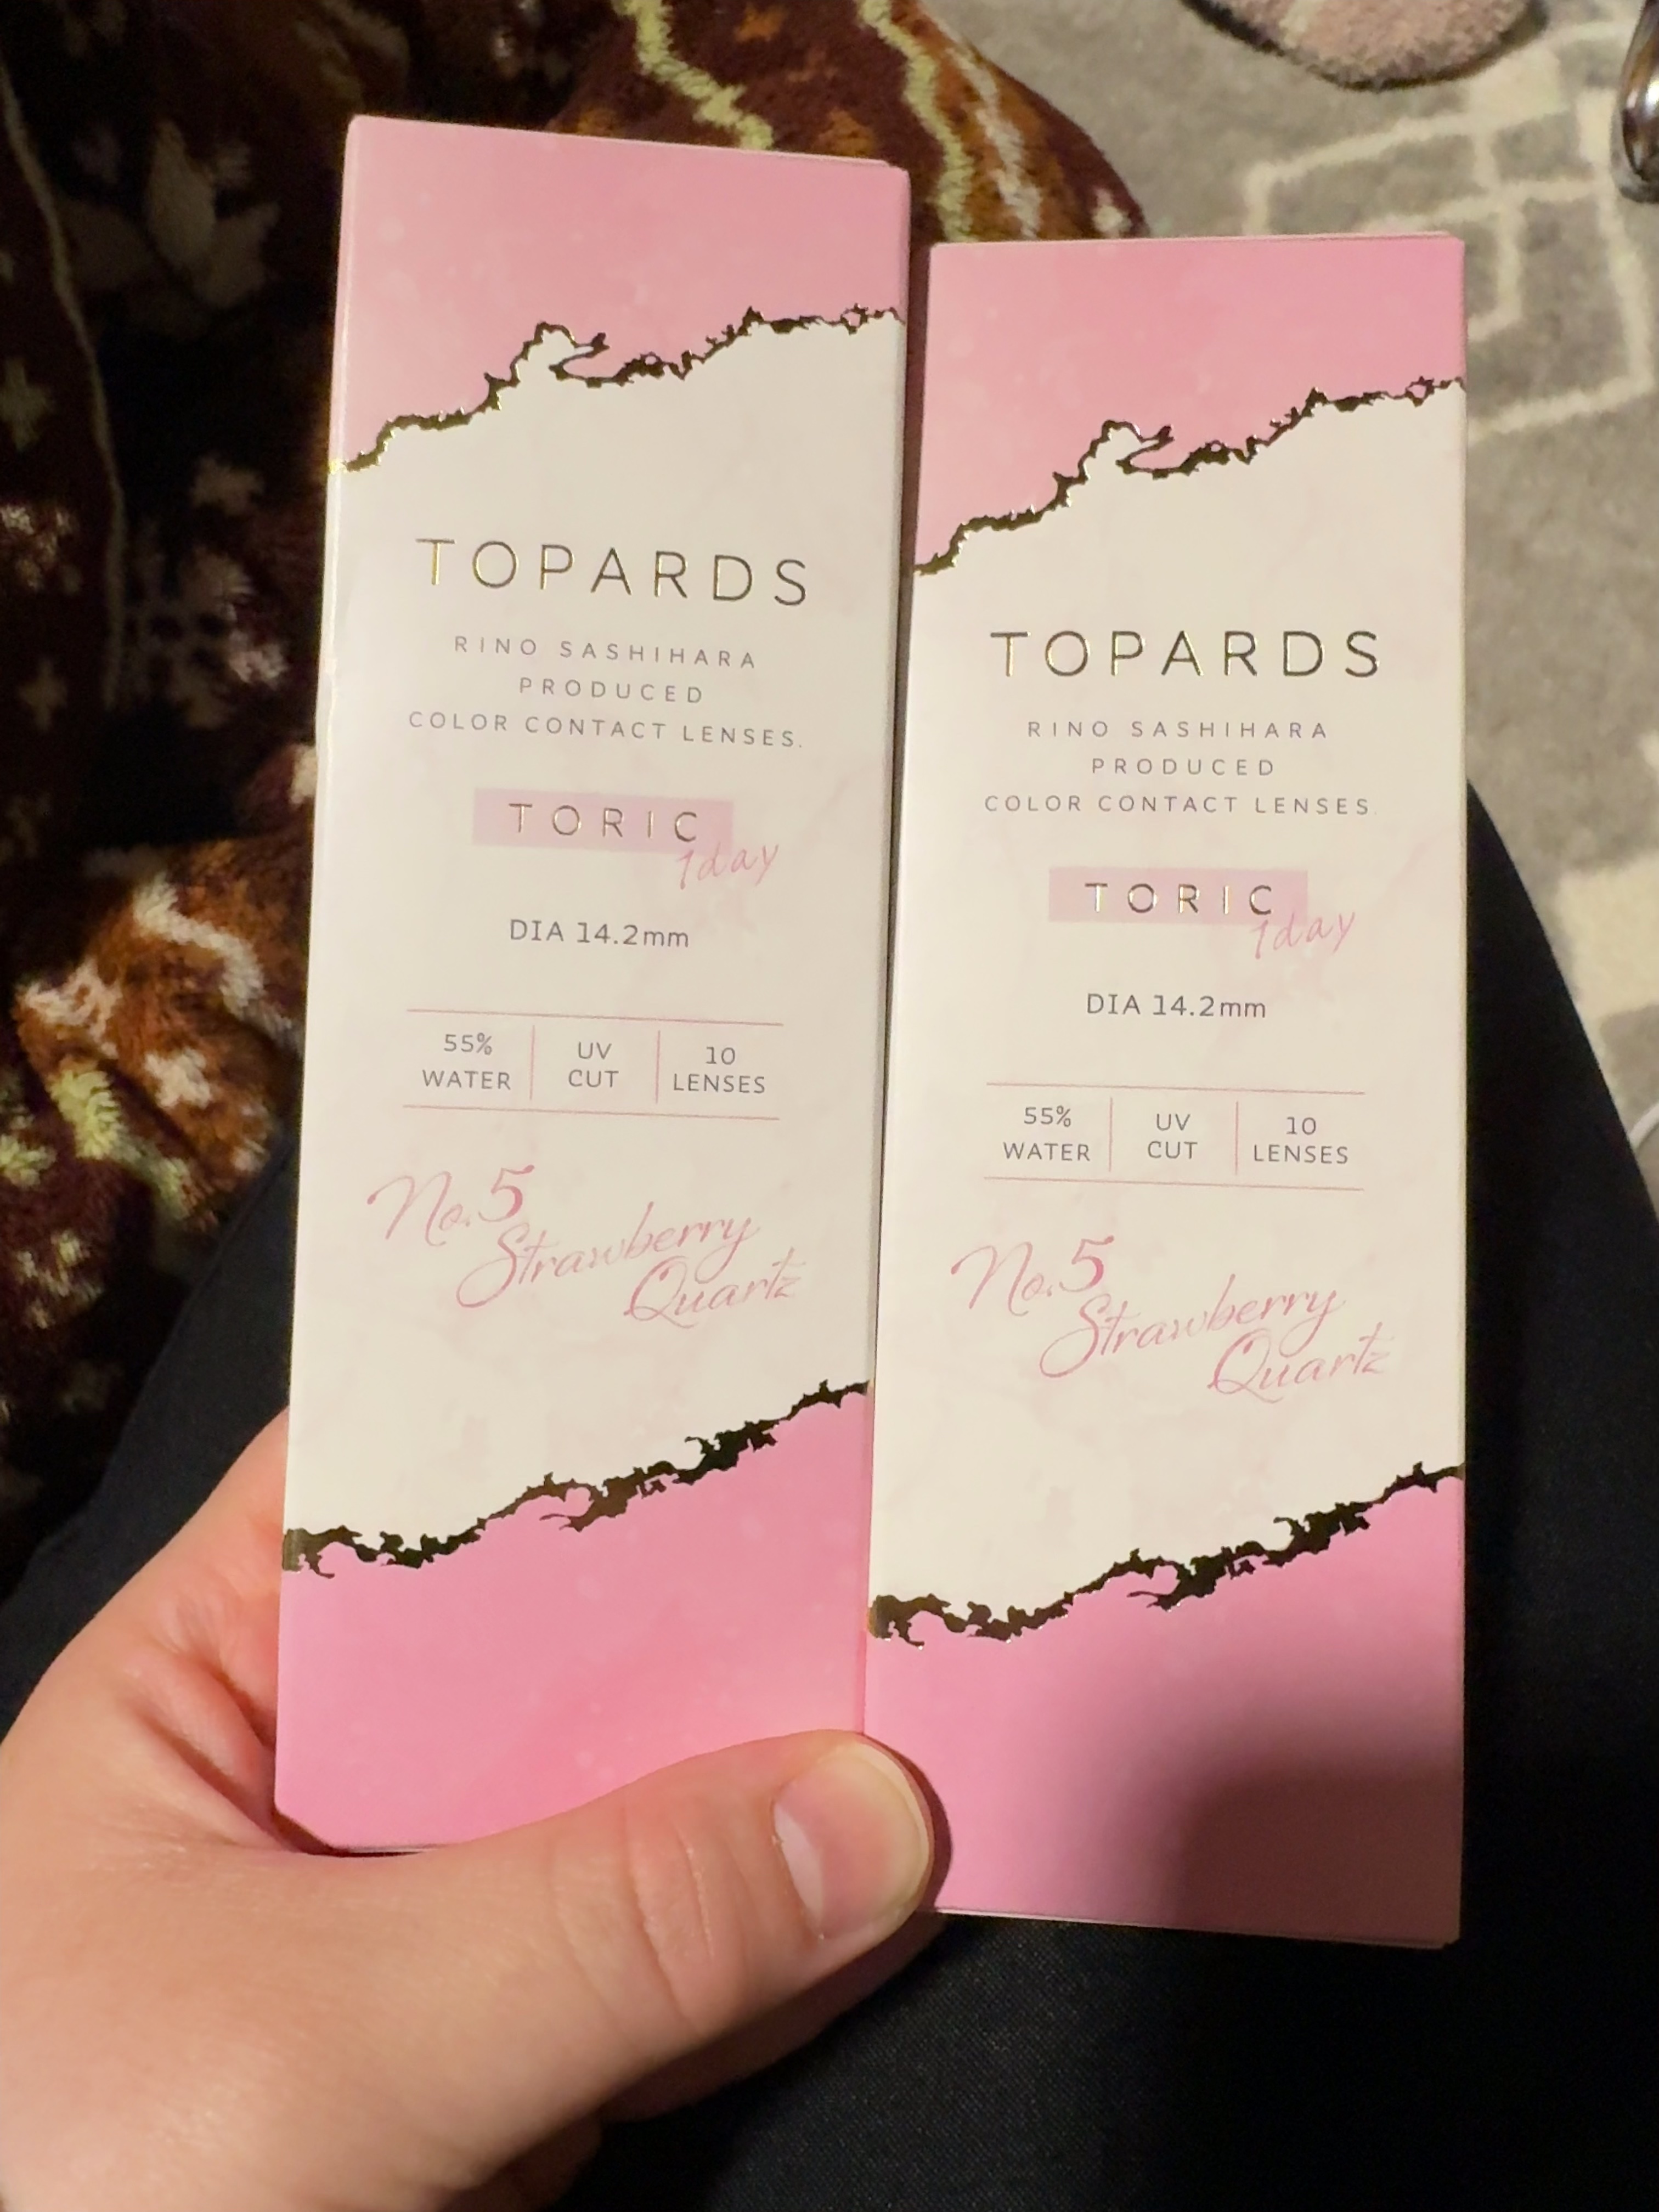 TOPARDS
RINO SASHIHARA
PRODUCED
COLOR CONTACT LENSES.
TORIC
1day
DIA 14.2mm
55%
WATER
UV
CUT
10
LENSES
No.5
Strawberry
Quartz
TOPARDS
RINO SASHIHARA
PRODUCED
COLOR CONTACT LENSES.
TORIC
1day
DIA 14.2mm
55%
WATER
UV
CUT
10
LENSES
No.5
Strawberry
Quartz